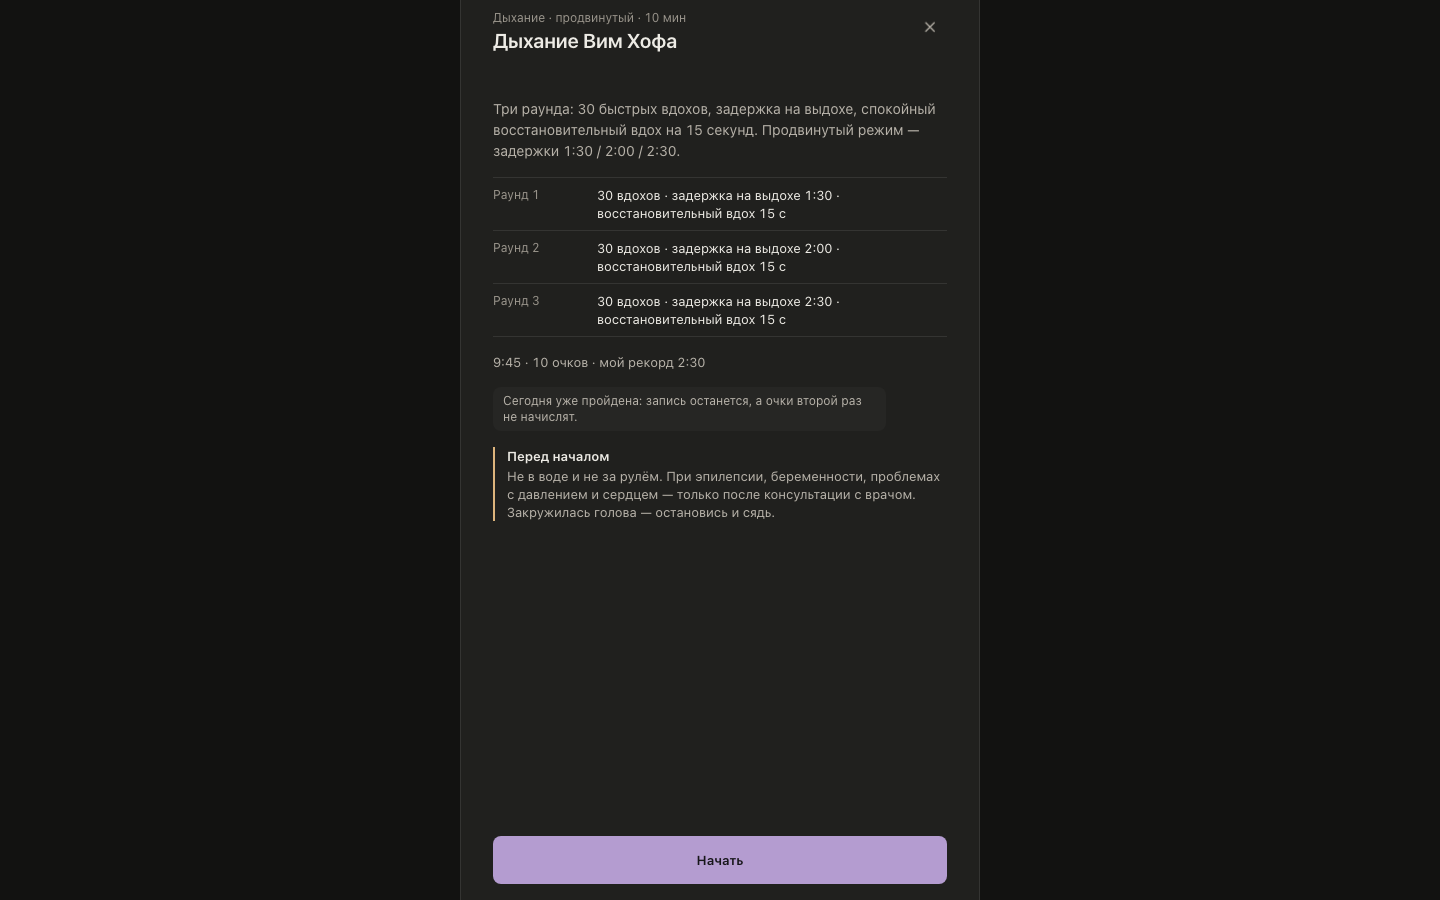 Дыхание · продвинутый · 10 мин
Дыхание Вим Хофа
Три раунда: 30 быстрых вдохов, задержка на выдохе, спокойный
восстановительный вдох на 15 секунд. Продвинутый режим —
задержки 1:30 / 2:00 / 2:30.
Раунд 1
30 вдохов · задержка на выдохе 1:30 ·
восстановительный вдох 15 с
Раунд 2
30 вдохов · задержка на выдохе 2:00 ·
восстановительный вдох 15 с
Раунд 3
30 вдохов · задержка на выдохе 2:30 ·
восстановительный вдох 15 с
9:45 · 10 очков · мой рекорд 2:30
Сегодня уже пройдена: запись останется, а очки второй раз
не начислят.
Перед началом
Не в воде и не за рулём. При эпилепсии, беременности, проблемах
с давлением и сердцем — только после консультации с врачом.
Закружилась голова — остановись и сядь.
Начать